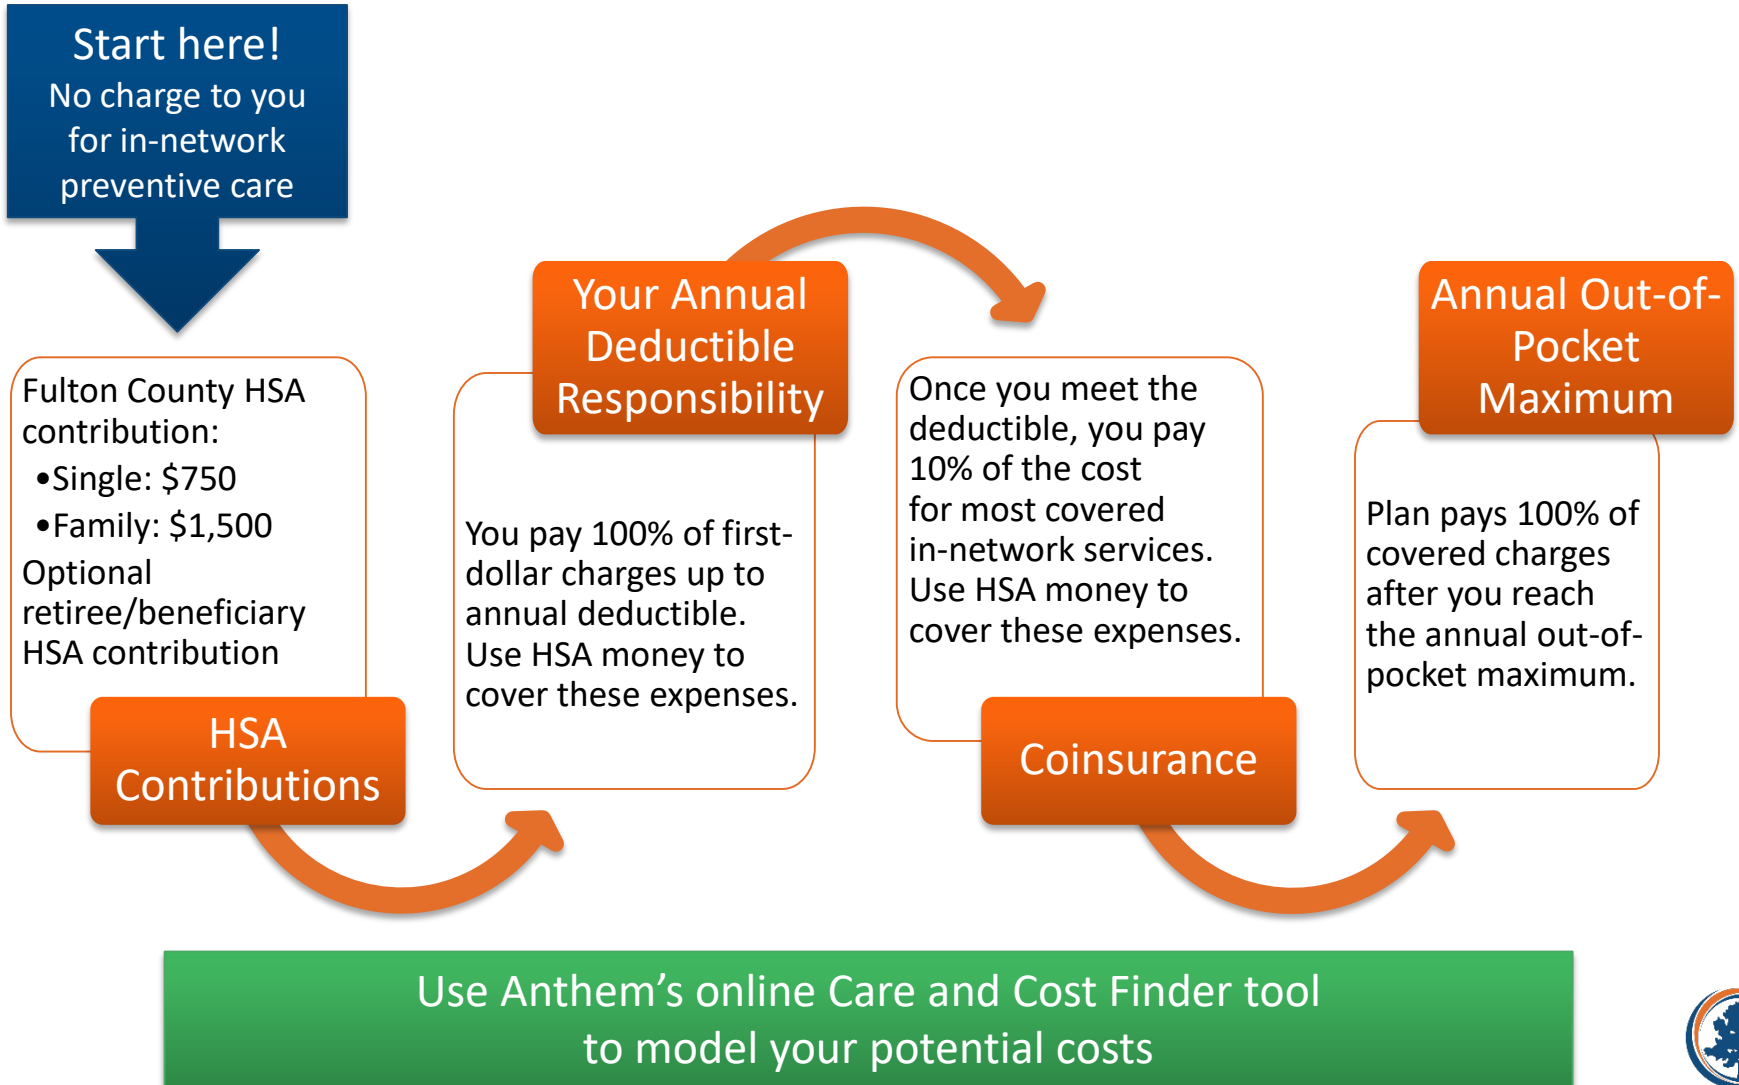 Start here!
No charge to you
for in-network
preventive care
Fulton County HSA
contribution:
•Single: $750
•Family: $1,500
Optional
retiree/beneficiary
HSA contribution
HSA
Contributions
Your Annual
Deductible
Responsibility
You pay 100% of first-
dollar charges up to
annual deductible.
Use HSA money to
cover these expenses.
Once you meet the
deductible, you pay
10% of the cost
for most covered
in-network services.
Use HSA money to
cover these expenses.
Coinsurance
Annual Out-of-
Pocket
Maximum
Plan pays 100% of
covered charges
after you reach
the annual out-of-
pocket maximum.
Use Anthem’s online Care and Cost Finder tool
to model your potential costs